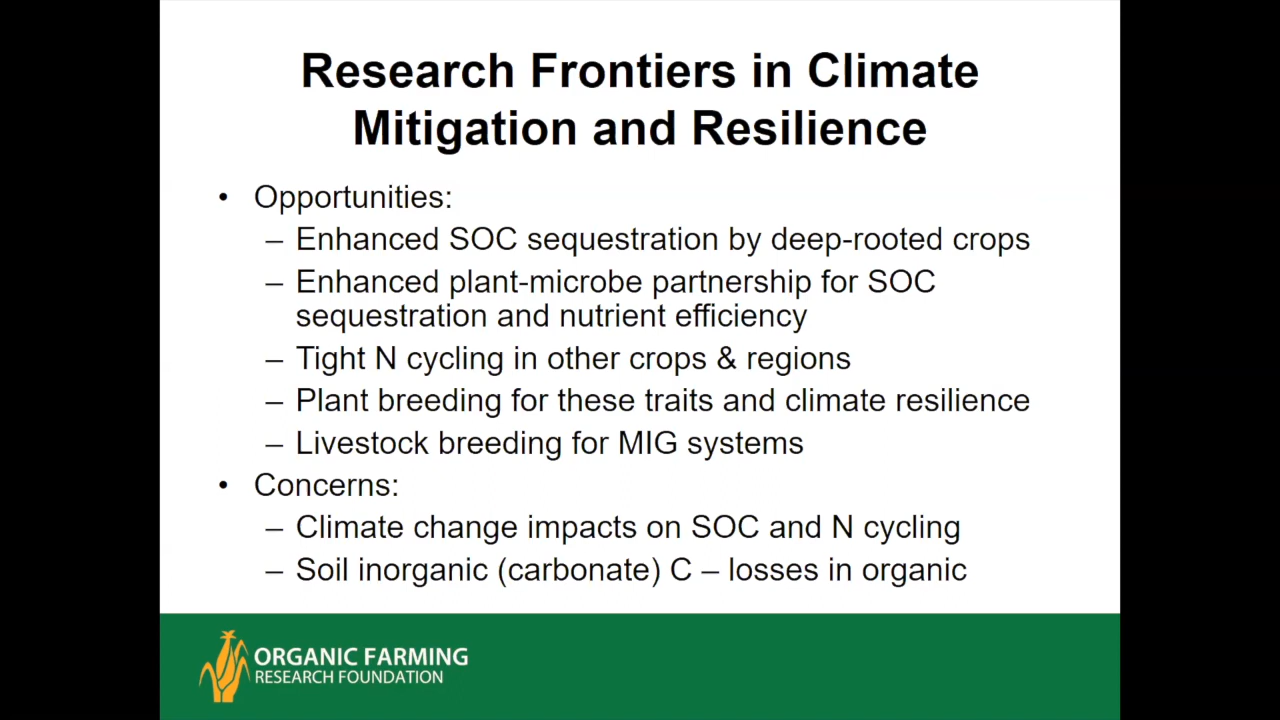 Research Frontiers in Climate
Mitigation and Resilience
• Opportunities:
– Enhanced SOC sequestration by deep-rooted crops
– Enhanced plant-microbe partnership for SOC
sequestration and nutrient efficiency
– Tight N cycling in other crops & regions
– Plant breeding for these traits and climate resilience
– Livestock breeding for MIG systems
• Concerns:
– Climate change impacts on SOC and N cycling
– Soil inorganic (carbonate) C – losses in organic
ORGANIC FARMING
RESEARCH FOUNDATION